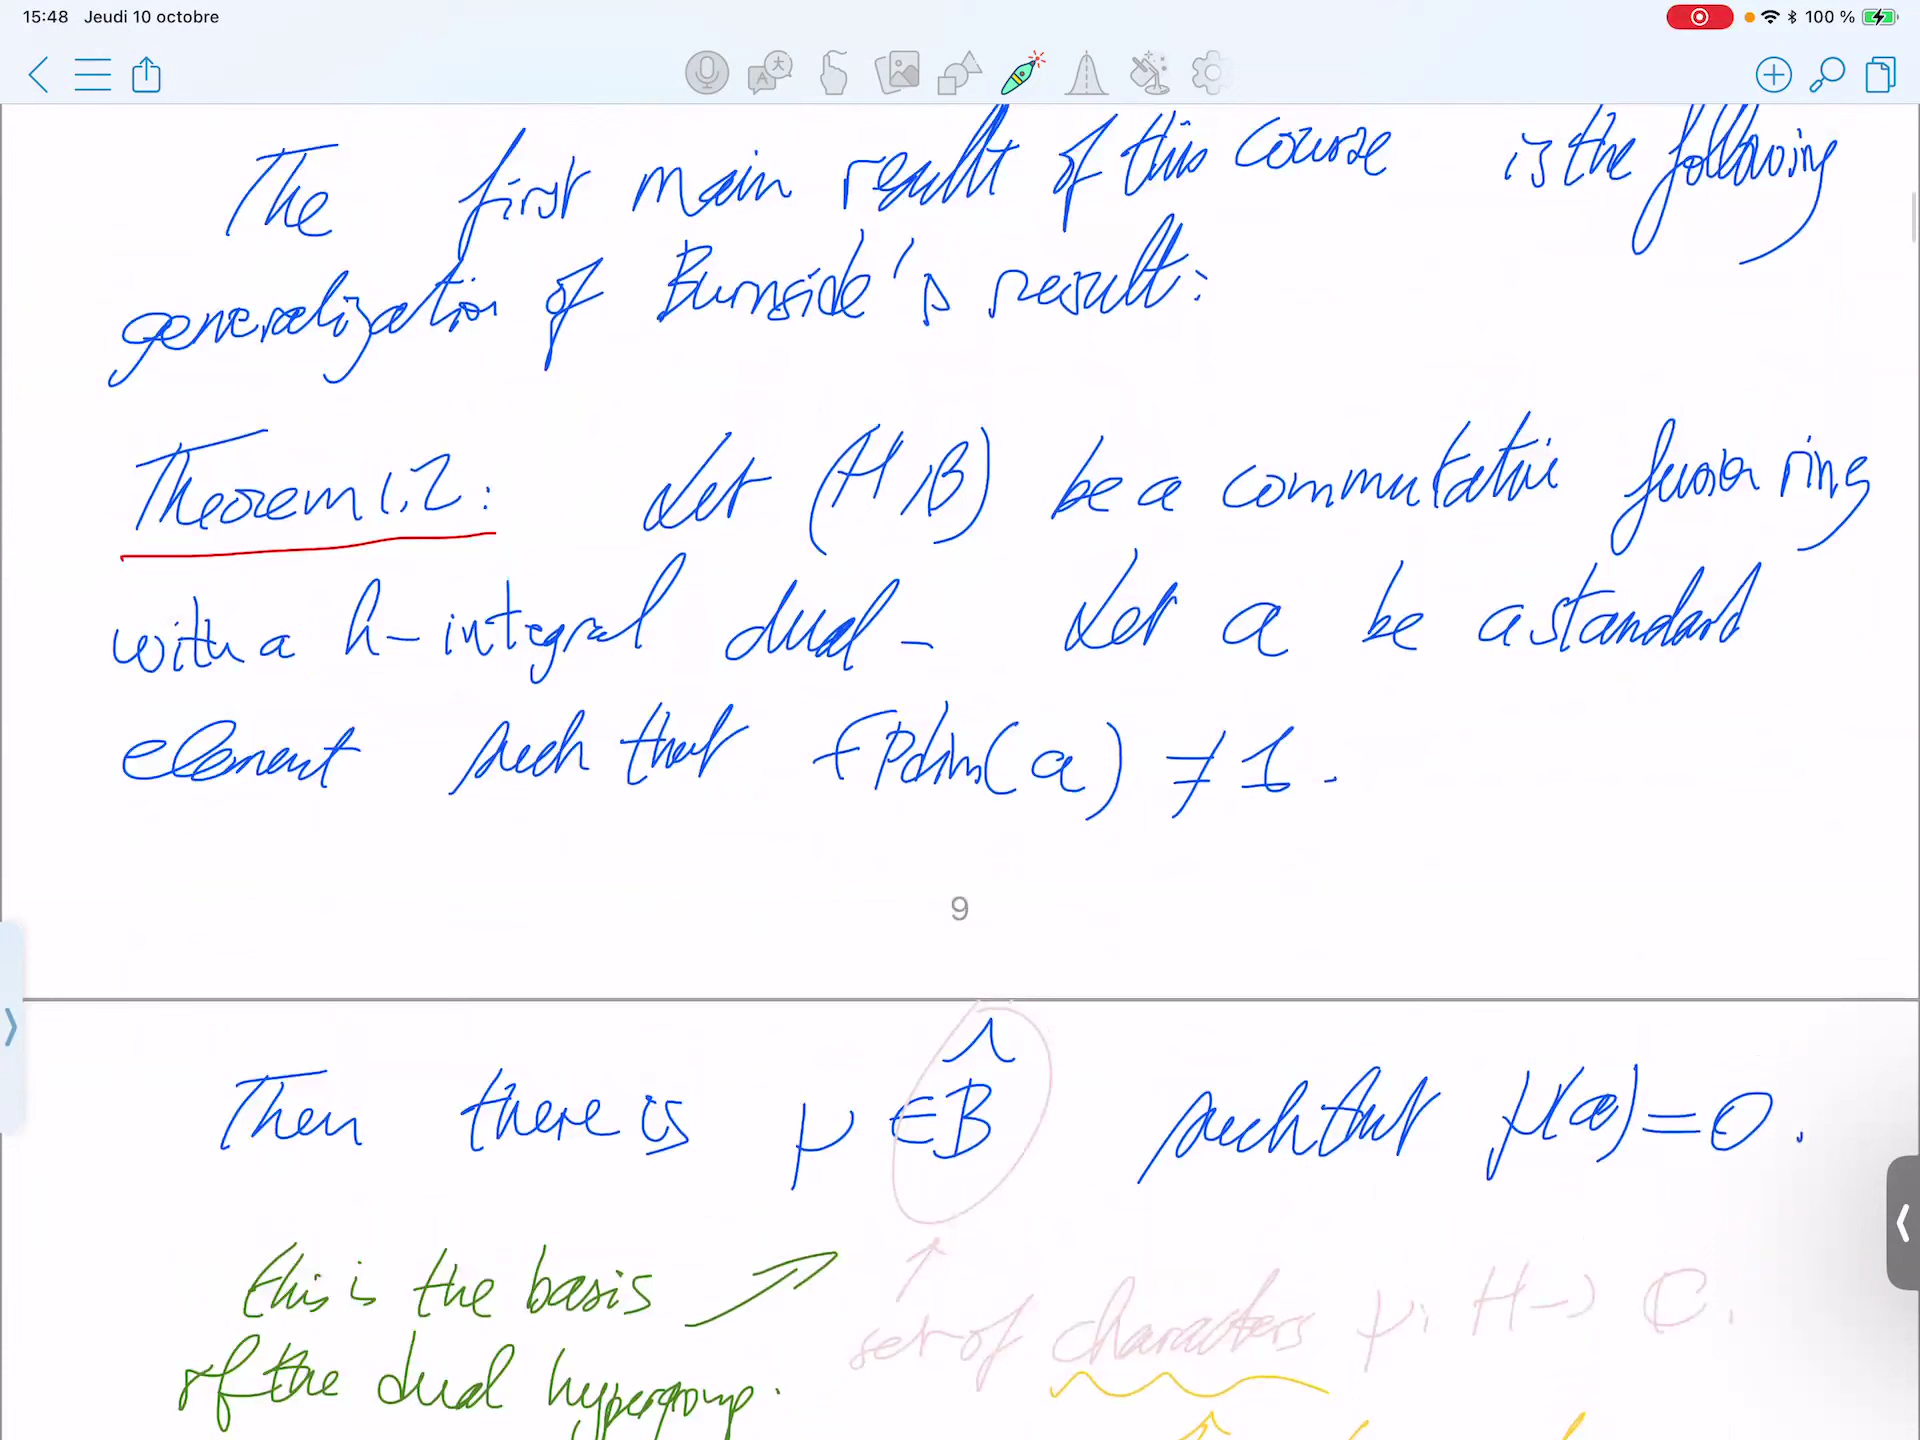 15:48 Jeudi 10 octobre 100 %
The first main result of this course is the following
generalization of Burnside's result:
Theorem 1.2: Let (H,B) be a commutative fusion ring
with a h-integral dual. Let a be a standard
element such that FPdim(a) ≠ 1.
9
Then there is μ ∈ B̂ such that μ(a) = 0.
this is the basis
of the dual hypergroup.
set of characters μ: H → ℂ.